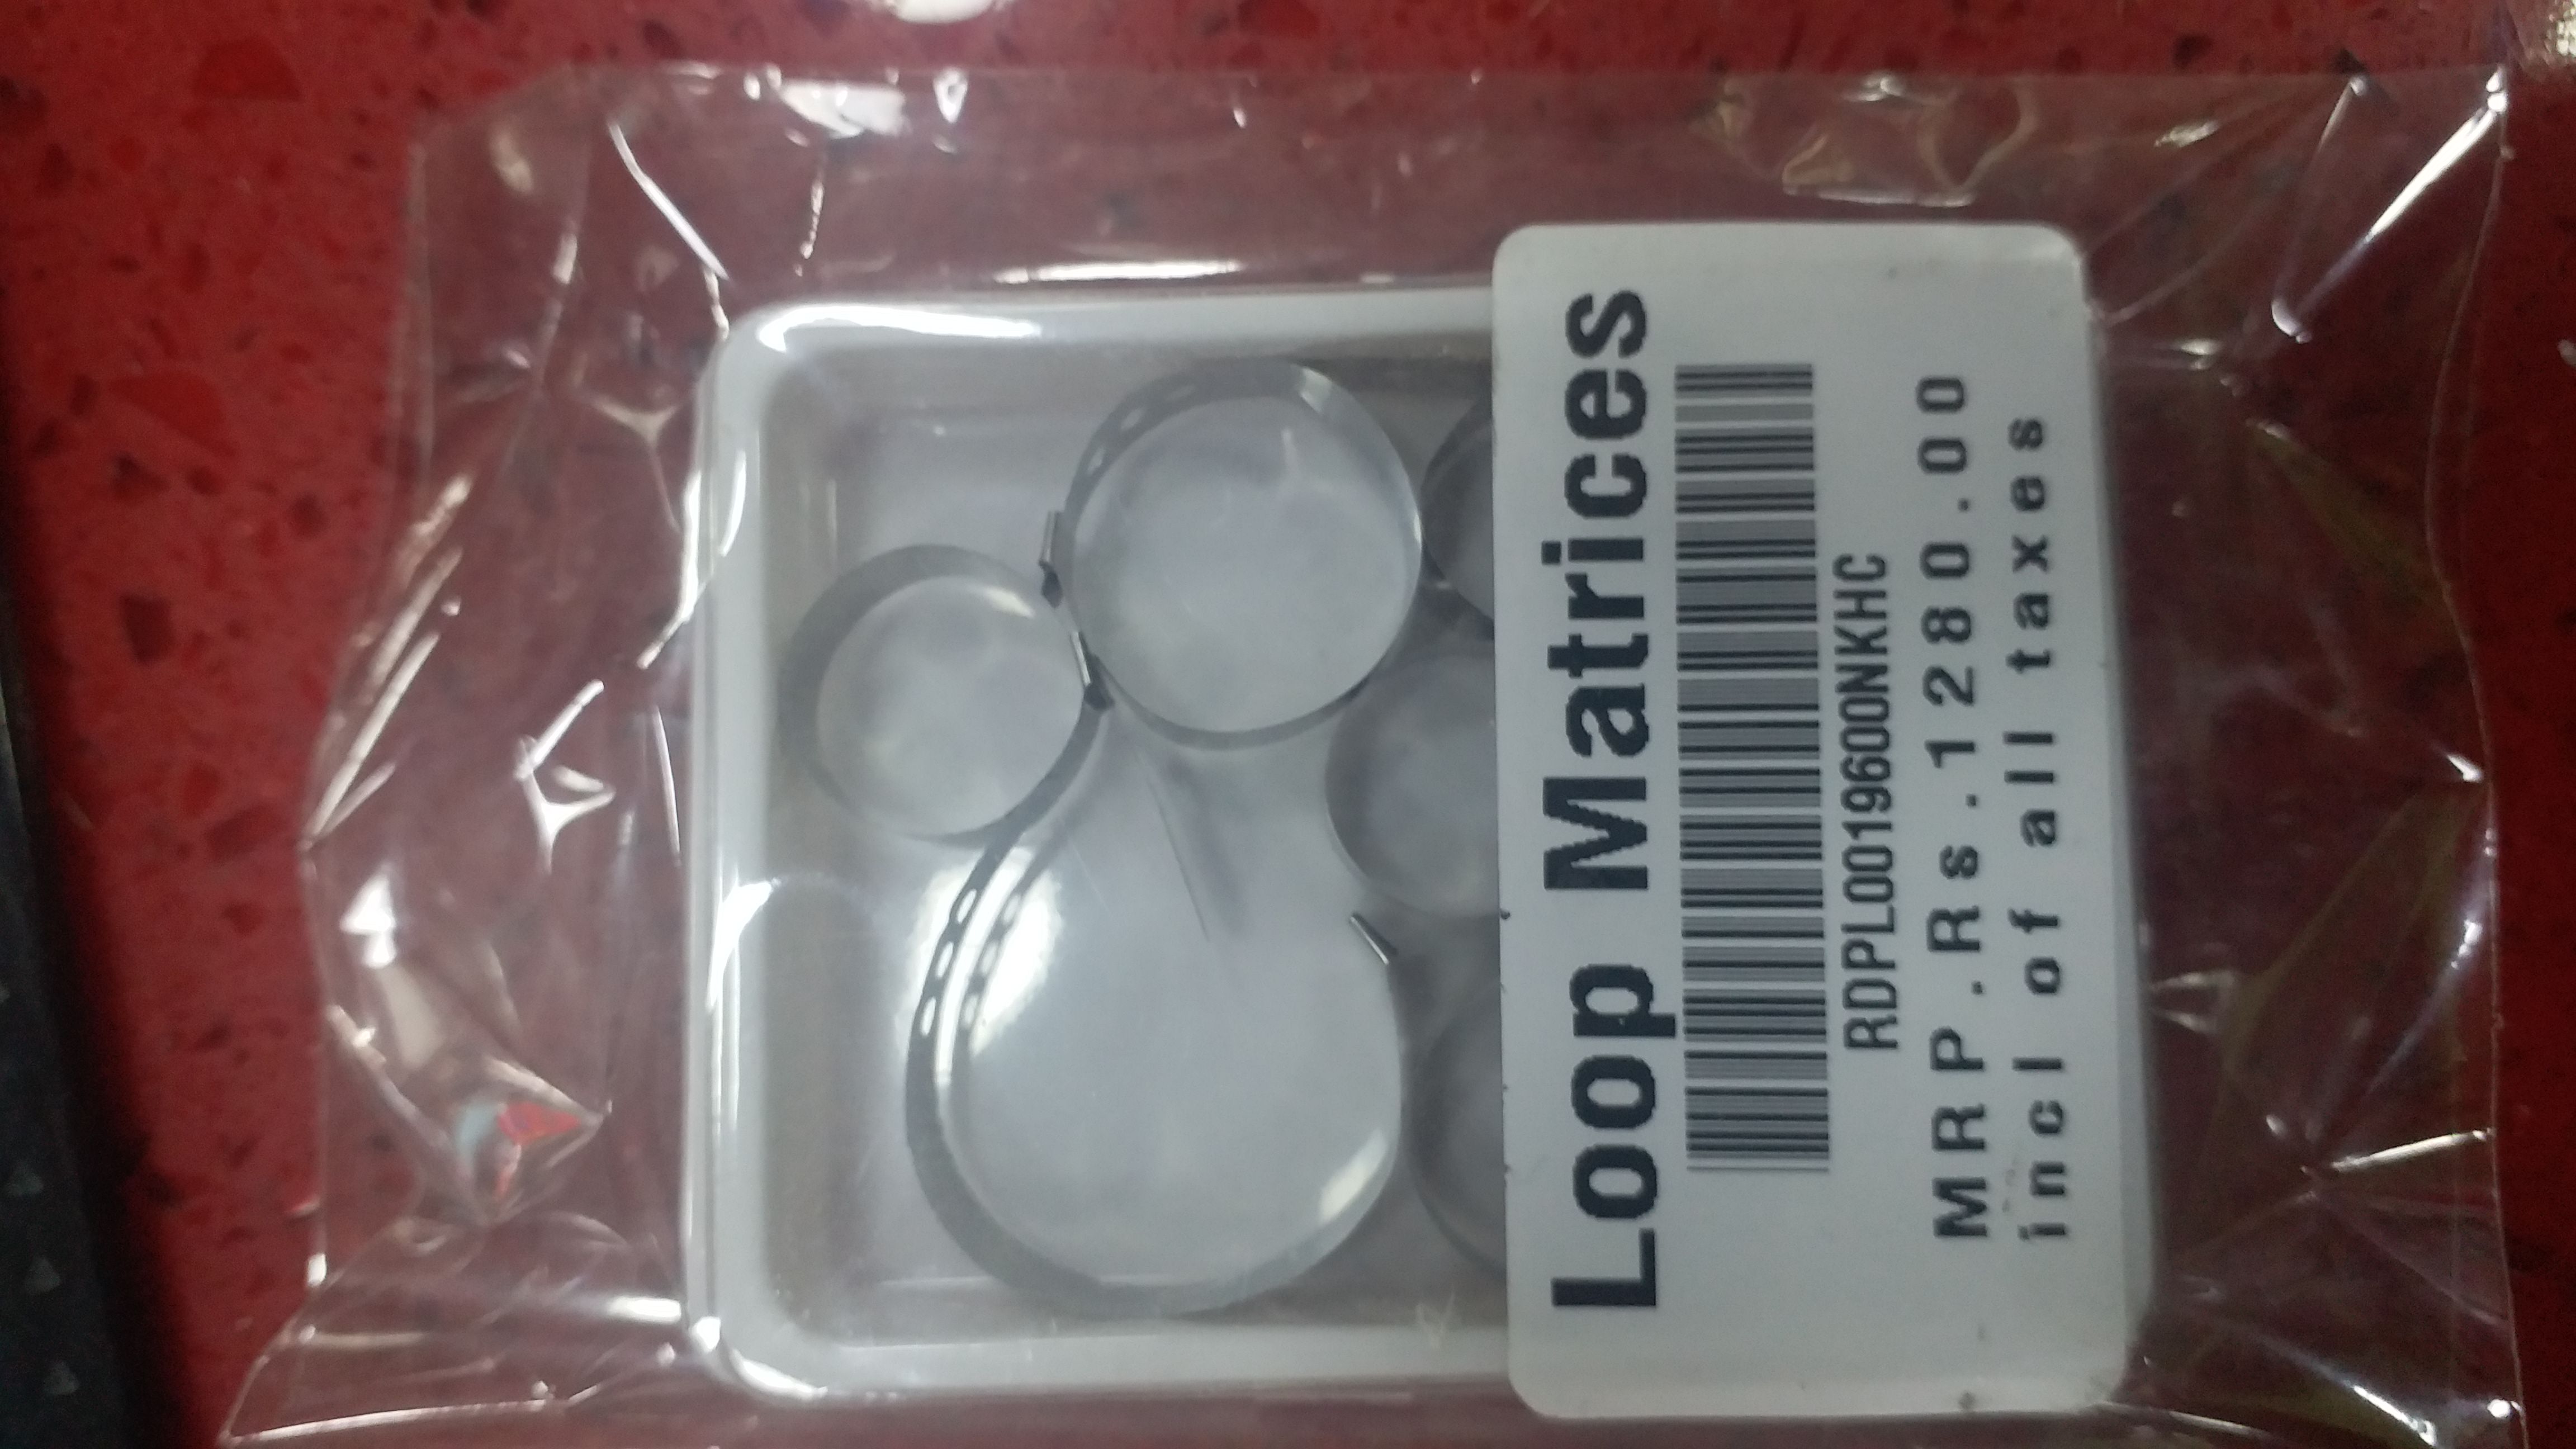 Loop Matrices
RDPL0019600NKHC
MRP.Rs.1280.00
incl of all taxes